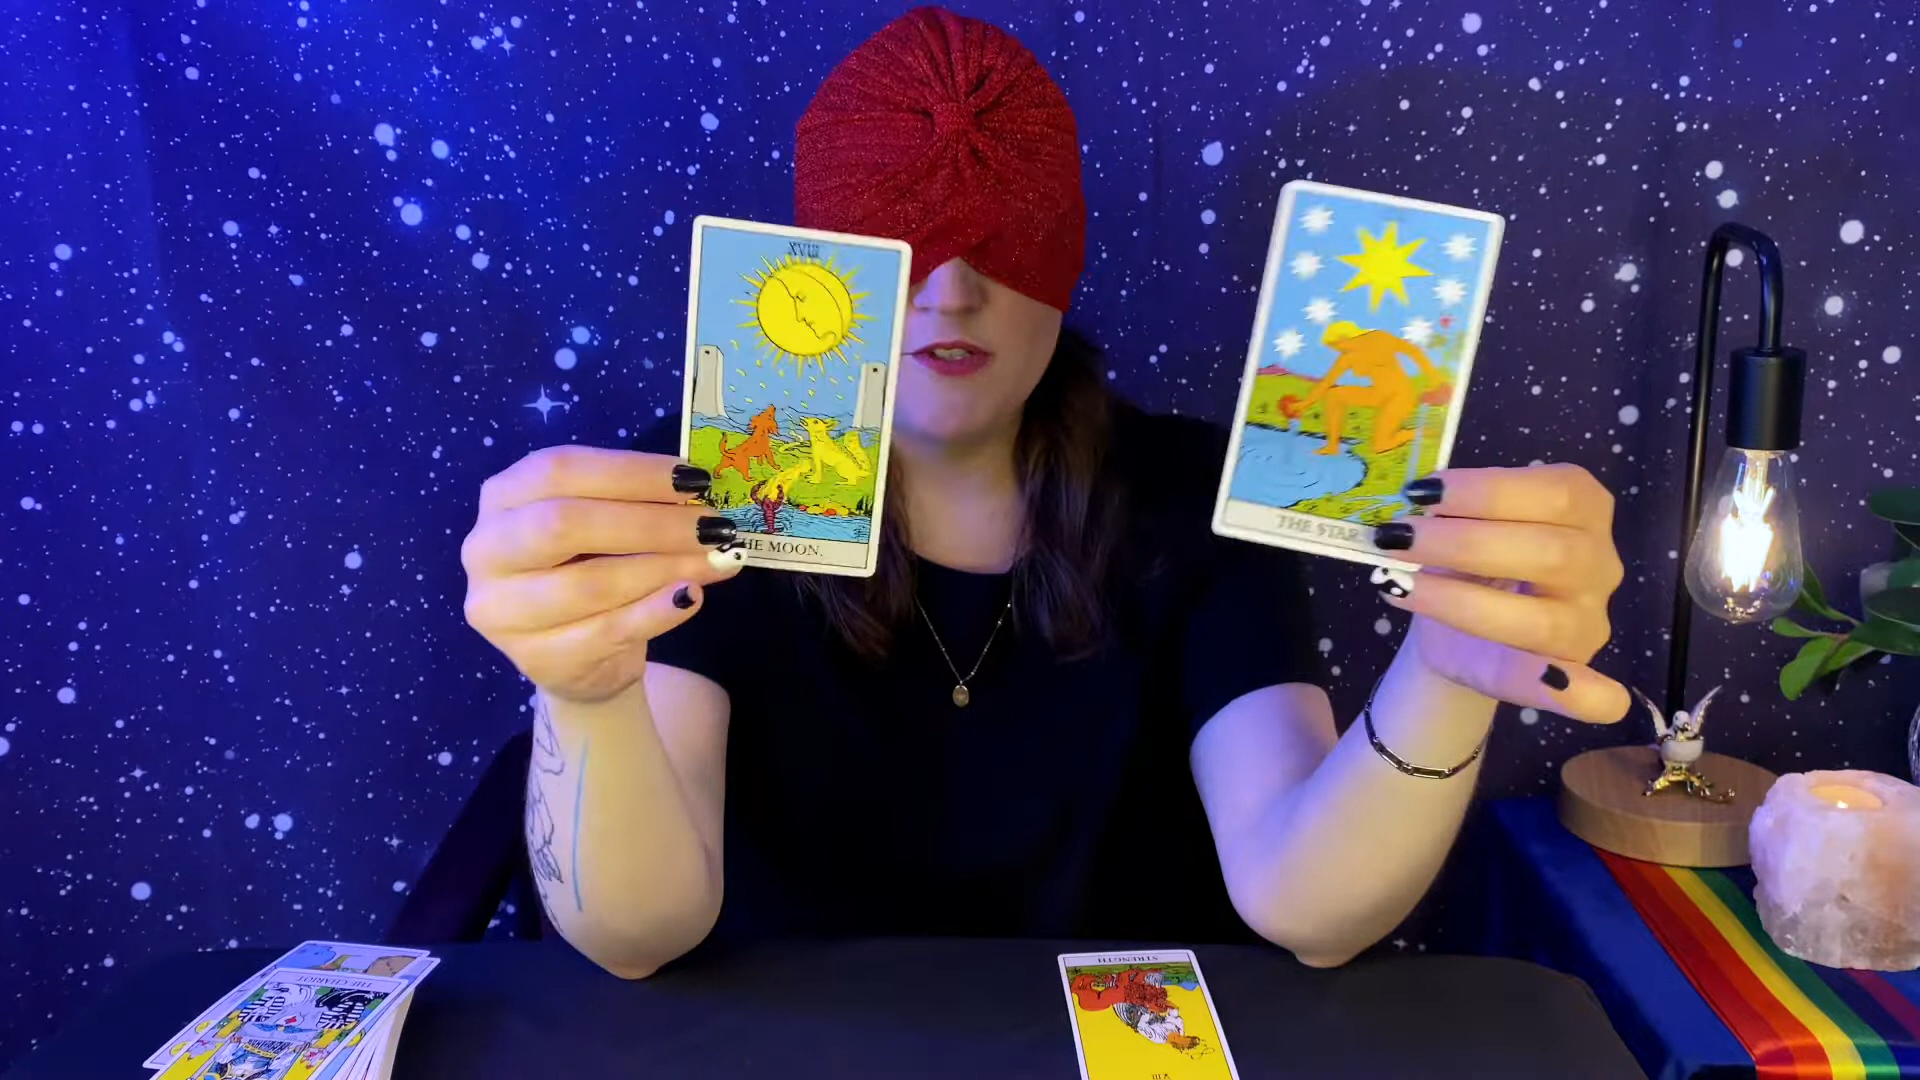 XVIII
HE MOON.
THE STAR.
THE CHARIOT.
STRENGTH
VIII